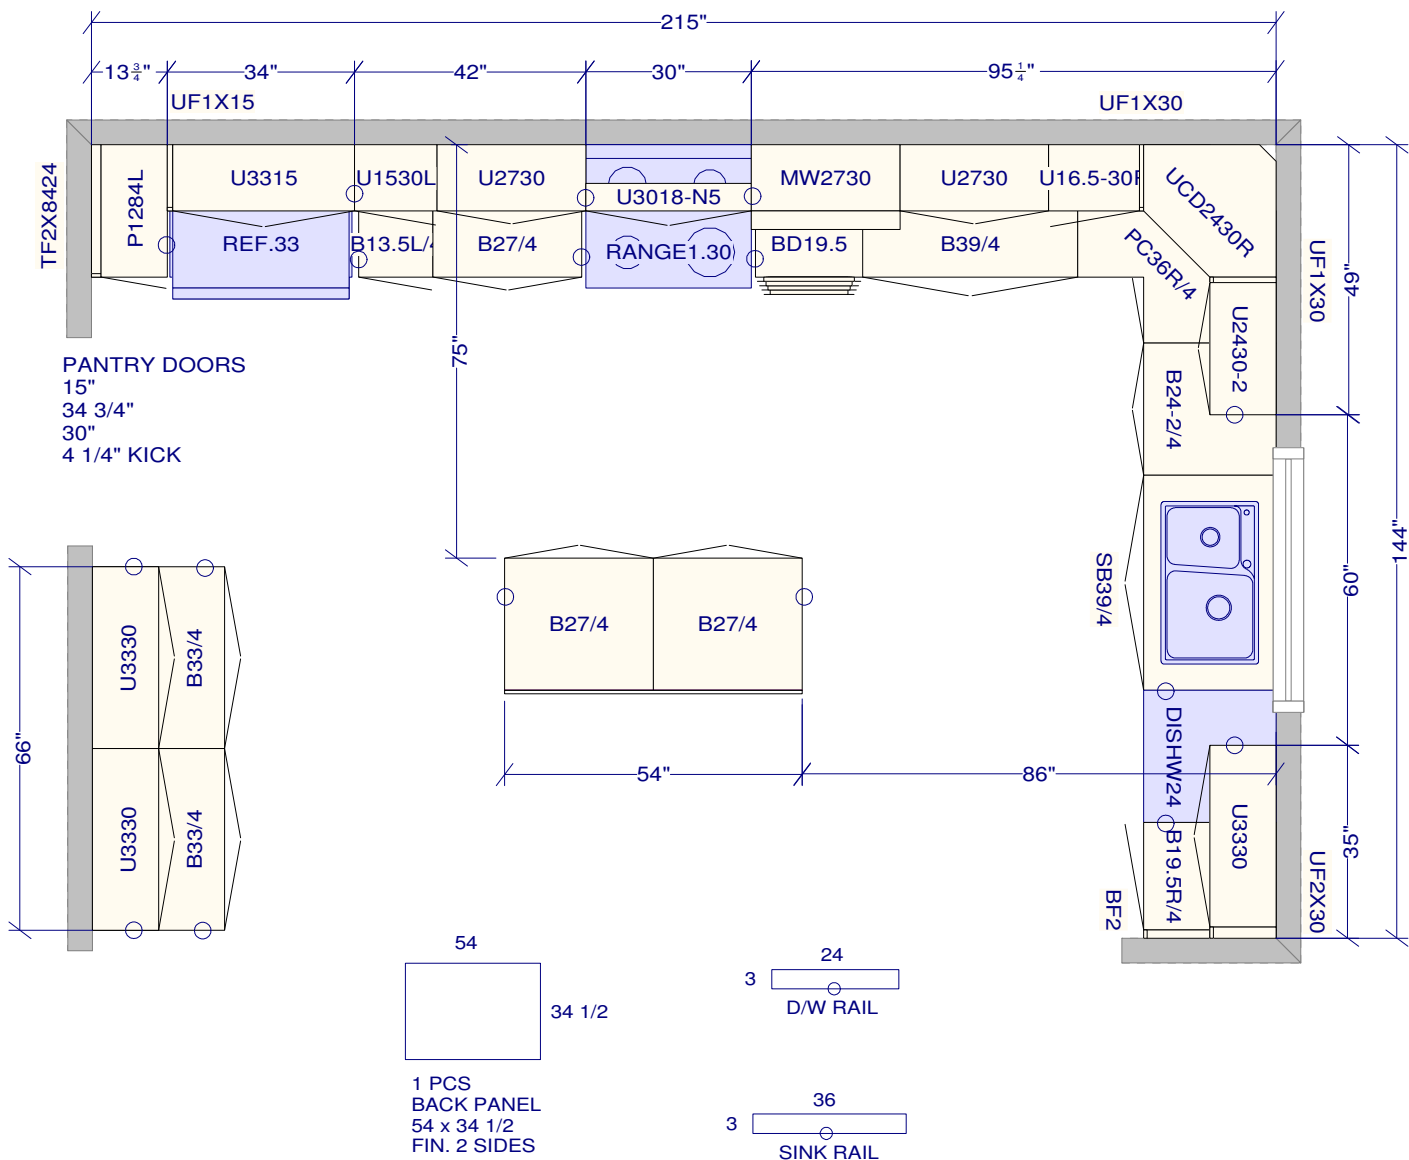 215"
13 3/4"
34"
42"
30"
95 1/4"
UF1X15
UF1X30
TF2X8424
P1284L
U3315
U1530L
U2730
U3018-N5
MW2730
U2730
U16.5-30R
UCD2430R
REF.33
B13.5L/4
B27/4
RANGE1.30
BD19.5
B39/4
PC36R/4
UF1X30
49"
75"
U2430-2
B24-2/4
PANTRY DOORS
15"
34 3/4"
30"
4 1/4" KICK
144"
60"
SB39/4
U3330
B33/4
B27/4
B27/4
66"
54"
86"
DISHW24
U3330
B33/4
U3330
35"
B19.5R/4
BF2
UF2X30
54
34 1/2
1 PCS
BACK PANEL
54 x 34 1/2
FIN. 2 SIDES
24
3
D/W RAIL
36
3
SINK RAIL